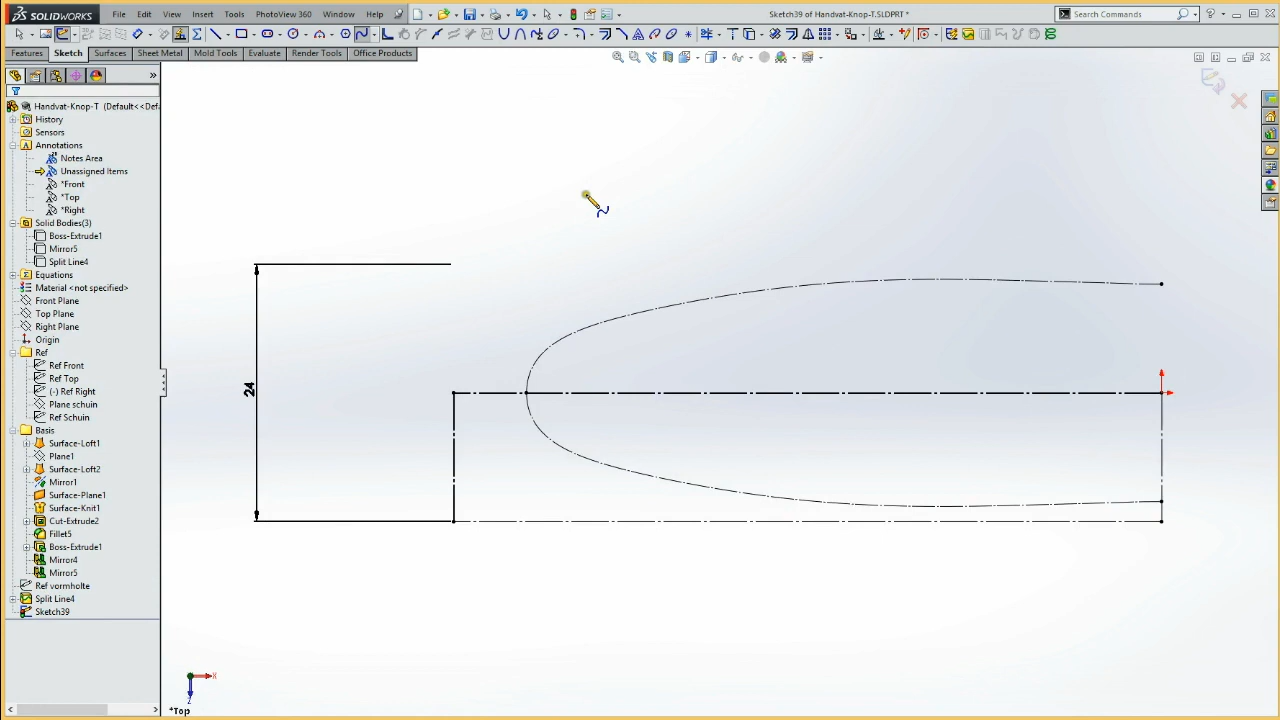 SOLIDWORKS File Edit View Insert Tools PhotoView 360 Window Help Sketch39 of Handvat-Knop-T.SLDPRT * Search Commands
Features Sketch Surfaces Sheet Metal Mold Tools Evaluate Render Tools Office Products
Handvat-Knop-T (Default<<Def
History
Sensors
Annotations
Notes Area
Unassigned Items
*Front
*Top
*Right
Solid Bodies(3)
Boss-Extrude1
Mirror5
Split Line4
Equations
Material <not specified>
Front Plane
Top Plane
Right Plane
Origin
Ref
Ref Front
Ref Top
(-) Ref Right
Plane schuin
Ref Schuin
Basis
Surface-Loft1
Plane1
Surface-Loft2
Mirror1
Surface-Plane1
Surface-Knit1
Cut-Extrude2
Fillet5
Boss-Extrude1
Mirror4
Mirror5
Ref vormholte
Split Line4
Sketch39
24
X
Z
*Top